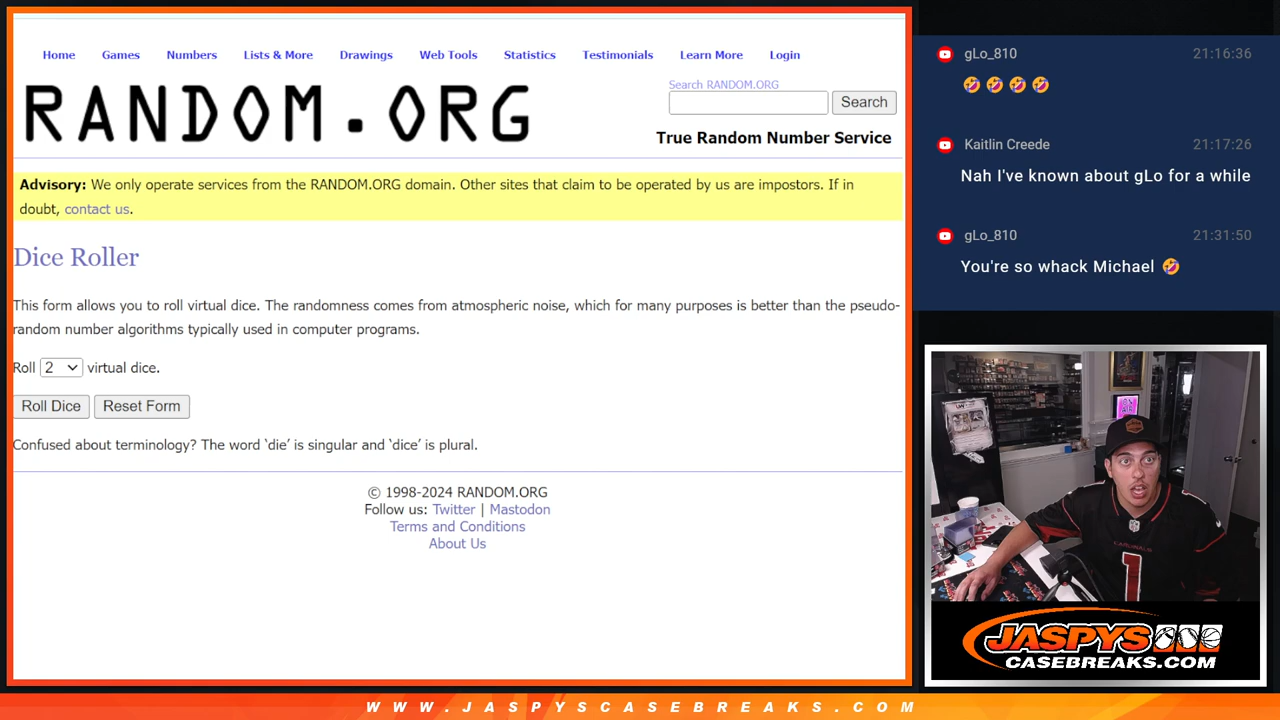 Home Games Numbers Lists & More Drawings Web Tools Statistics Testimonials Learn More Login
RANDOM.ORG
Search RANDOM.ORG
Search
True Random Number Service
Advisory: We only operate services from the RANDOM.ORG domain. Other sites that claim to be operated by us are impostors. If in
doubt, contact us.
Dice Roller
This form allows you to roll virtual dice. The randomness comes from atmospheric noise, which for many purposes is better than the pseudo-
random number algorithms typically used in computer programs.
Roll 2 virtual dice.
Roll Dice Reset Form
Confused about terminology? The word ‘die’ is singular and ‘dice’ is plural.
© 1998-2024 RANDOM.ORG
Follow us: Twitter | Mastodon
Terms and Conditions
About Us
gLo_810 21:16:36
🤣 🤣 🤣 🤣
Kaitlin Creede 21:17:26
Nah I've known about gLo for a while
gLo_810 21:31:50
You're so whack Michael 🤣
CARDINALS
1
JASPYS
CASEBREAKS.COM
WWW.JASPYSCASEBREAKS.COM